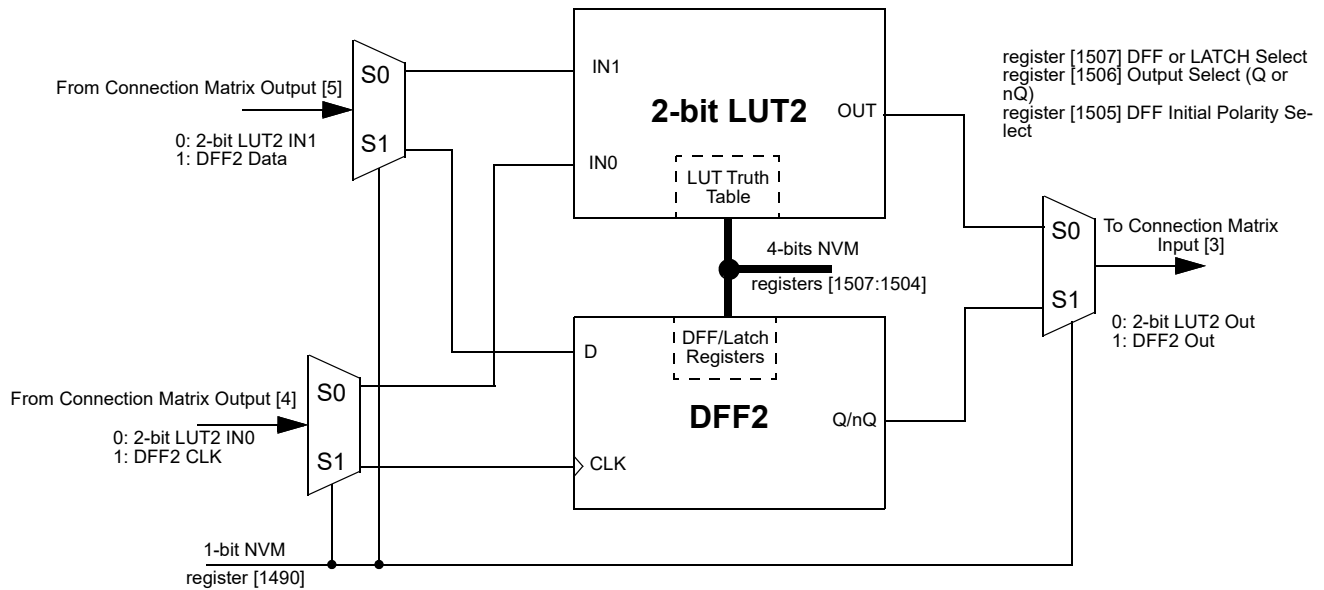 From Connection Matrix Output [5]
0: 2-bit LUT2 IN1
1: DFF2 Data
S0
S1
IN1
IN0
2-bit LUT2
OUT
LUT Truth
Table
register [1507] DFF or LATCH Select
register [1506] Output Select (Q or
nQ)
register [1505] DFF Initial Polarity Se-
lect
4-bits NVM
registers [1507:1504]
S0
S1
To Connection Matrix
Input [3]
0: 2-bit LUT2 Out
1: DFF2 Out
From Connection Matrix Output [4]
0: 2-bit LUT2 IN0
1: DFF2 CLK
S0
S1
D
CLK
DFF/Latch
Registers
DFF2
Q/nQ
1-bit NVM
register [1490]